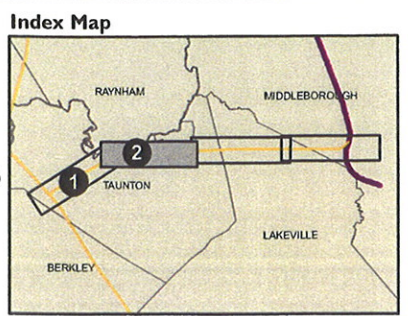 Index Map
RAYNHAM
MIDDLEBOROUGH
2
1
TAUNTON
LAKEVILLE
BERKLEY